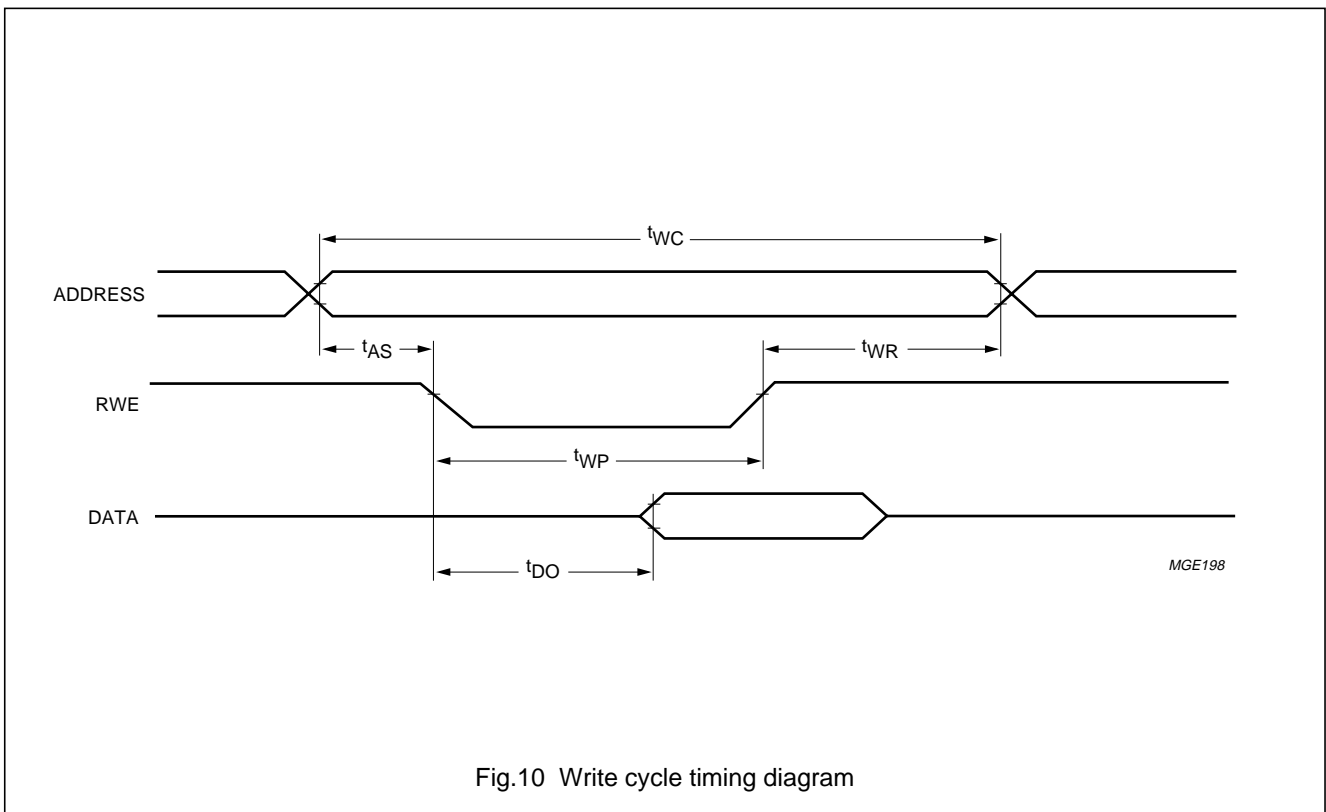 tWC
ADDRESS
tAS
tWR
RWE
tWP
DATA
tDO
MGE198
Fig.10 Write cycle timing diagram